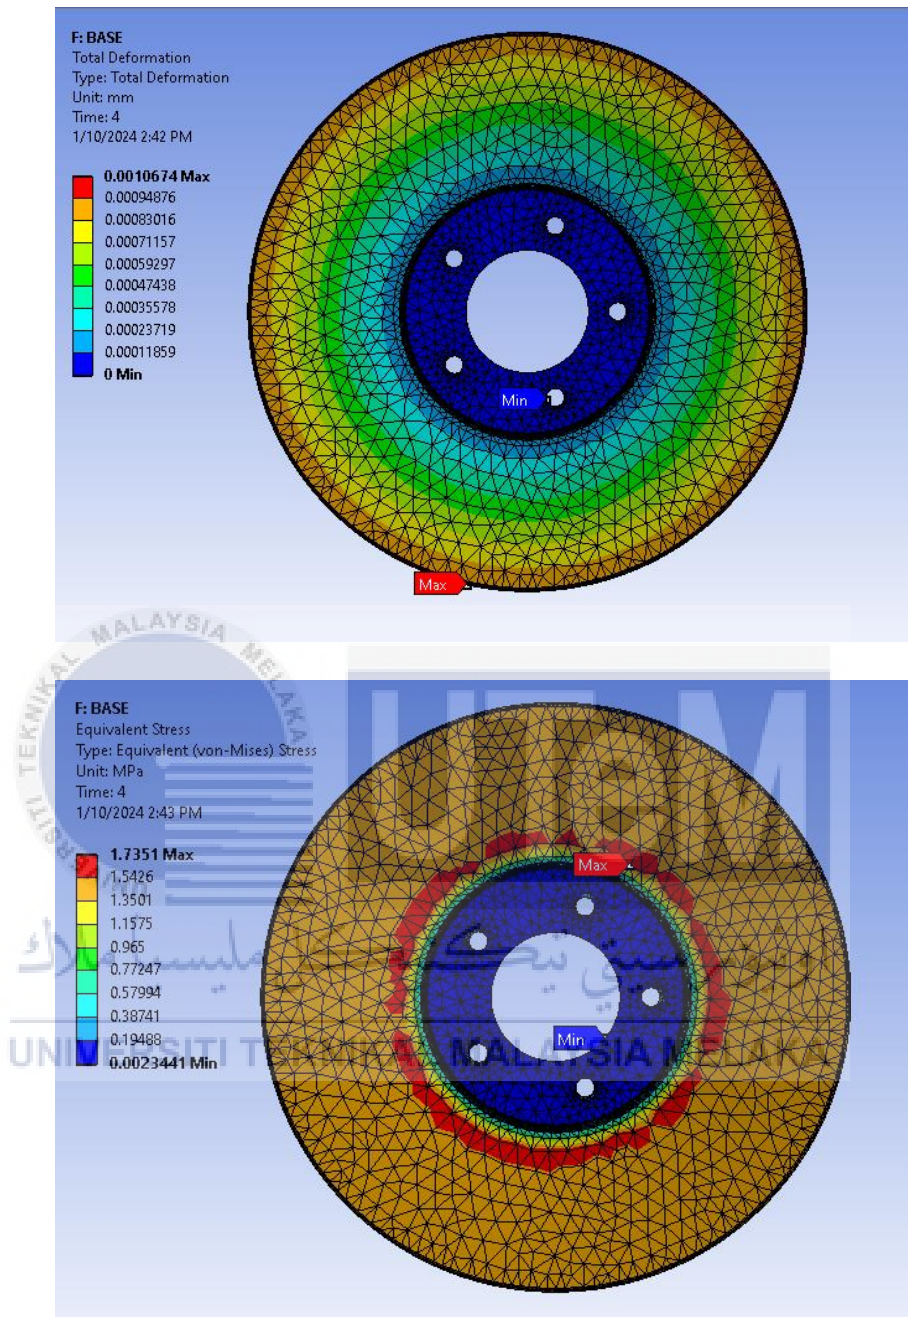 F: BASE
Total Deformation
Type: Total Deformation
Unit: mm
Time: 4
1/10/2024 2:42 PM
0.0010674 Max
0.00094876
0.00083016
0.00071157
0.00059297
0.00047438
0.00035578
0.00023719
0.00011859
0 Min
Min
Max
F: BASE
Equivalent Stress
Type: Equivalent (von-Mises) Stress
Unit: MPa
Time: 4
1/10/2024 2:43 PM
1.7351 Max
1.5426
1.3501
1.1575
0.965
0.77247
0.57994
0.38741
0.19488
0.0023441 Min
Max
Min
TEKNIKAL MALAYSIA MELAKA
UTeM
UNIVERSITI TEKNIKAL MALAYSIA MELAKA